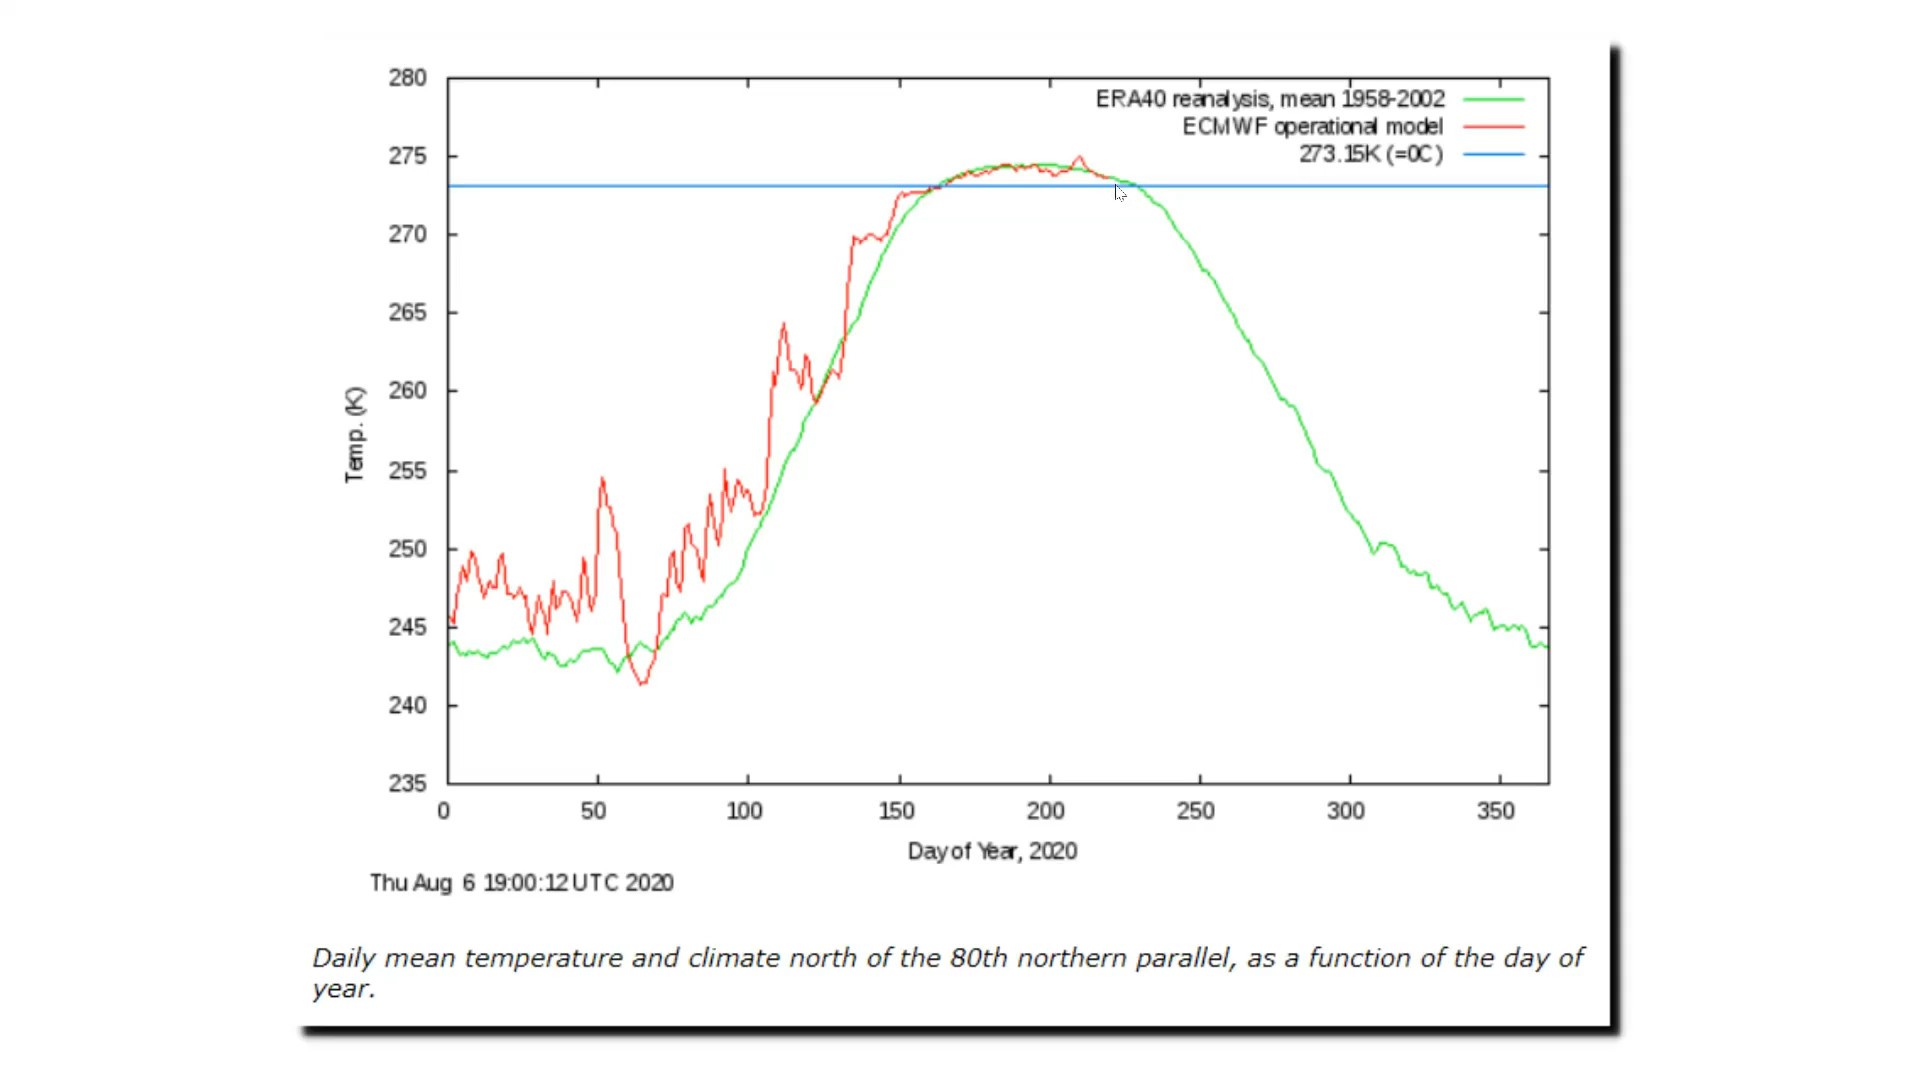 280
275
270
265
260
255
250
245
240
235
Temp. (K)
ERA40 reanalysis, mean 1958-2002
ECMWF operational model
273.15K (=0C)
0 50 100 150 200 250 300 350
Day of Year, 2020
Thu Aug 6 19:00:12 UTC 2020
Daily mean temperature and climate north of the 80th northern parallel, as a function of the day of
year.